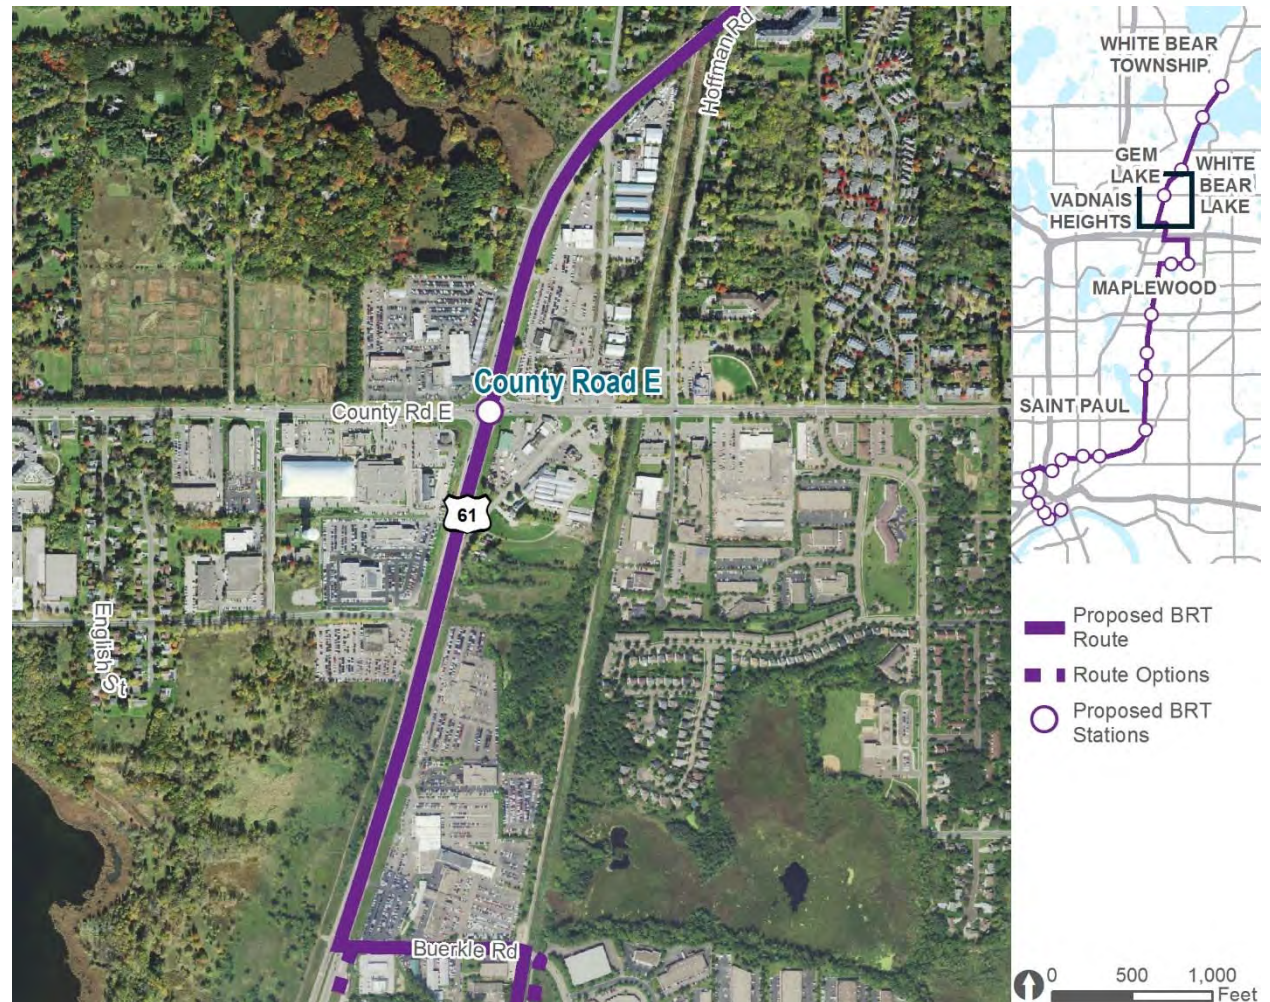 Hoffman Rd
County Road E
County Rd E
61
English St
Buerkle Rd
WHITE BEAR
TOWNSHIP
GEM
LAKE
WHITE
BEAR
LAKE
VADNAIS
HEIGHTS
MAPLEWOOD
SAINT PAUL
Proposed BRT
Route
Route Options
Proposed BRT
Stations
0 500 1,000
Feet